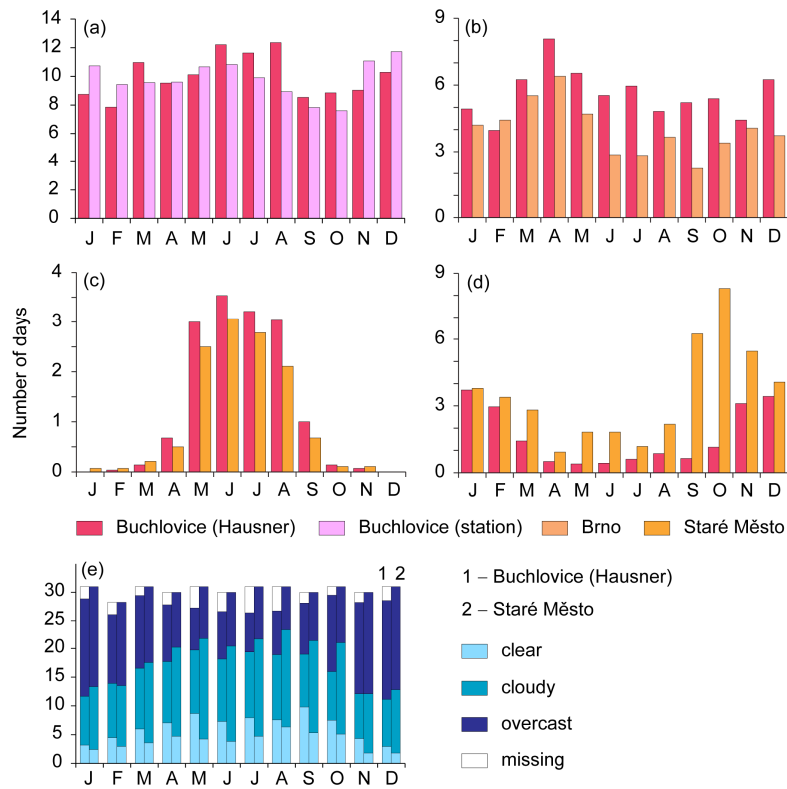 (a)
14
12
10
8
6
4
2
0
J F M A M J J A S O N D
(b)
9
6
3
0
J F M A M J J A S O N D
Number of days
(c)
4
3
2
1
0
J F M A M J J A S O N D
(d)
9
6
3
0
J F M A M J J A S O N D
Buchlovice (Hausner) Buchlovice (station) Brno Staré Město
(e)
1 2
30
25
20
15
10
5
0
J F M A M J J A S O N D
1 – Buchlovice (Hausner)
2 – Staré Město
clear
cloudy
overcast
missing